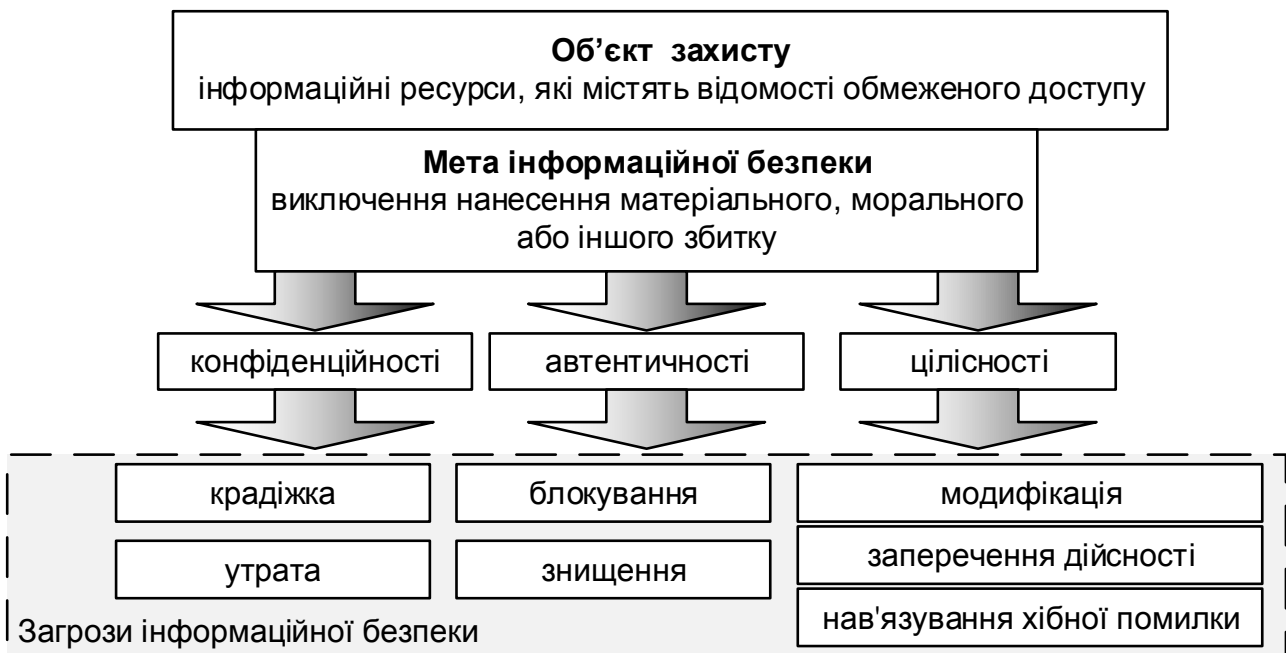 Об’єкт захисту
інформаційні ресурси, які містять відомості обмеженого доступу
Мета інформаційної безпеки
виключення нанесення матеріального, морального
або іншого збитку
конфіденційності
автентичності
цілісності
крадіжка
блокування
модифікація
утрата
знищення
заперечення дійсності
нав'язування хібної помилки
Загрози інформаційної безпеки